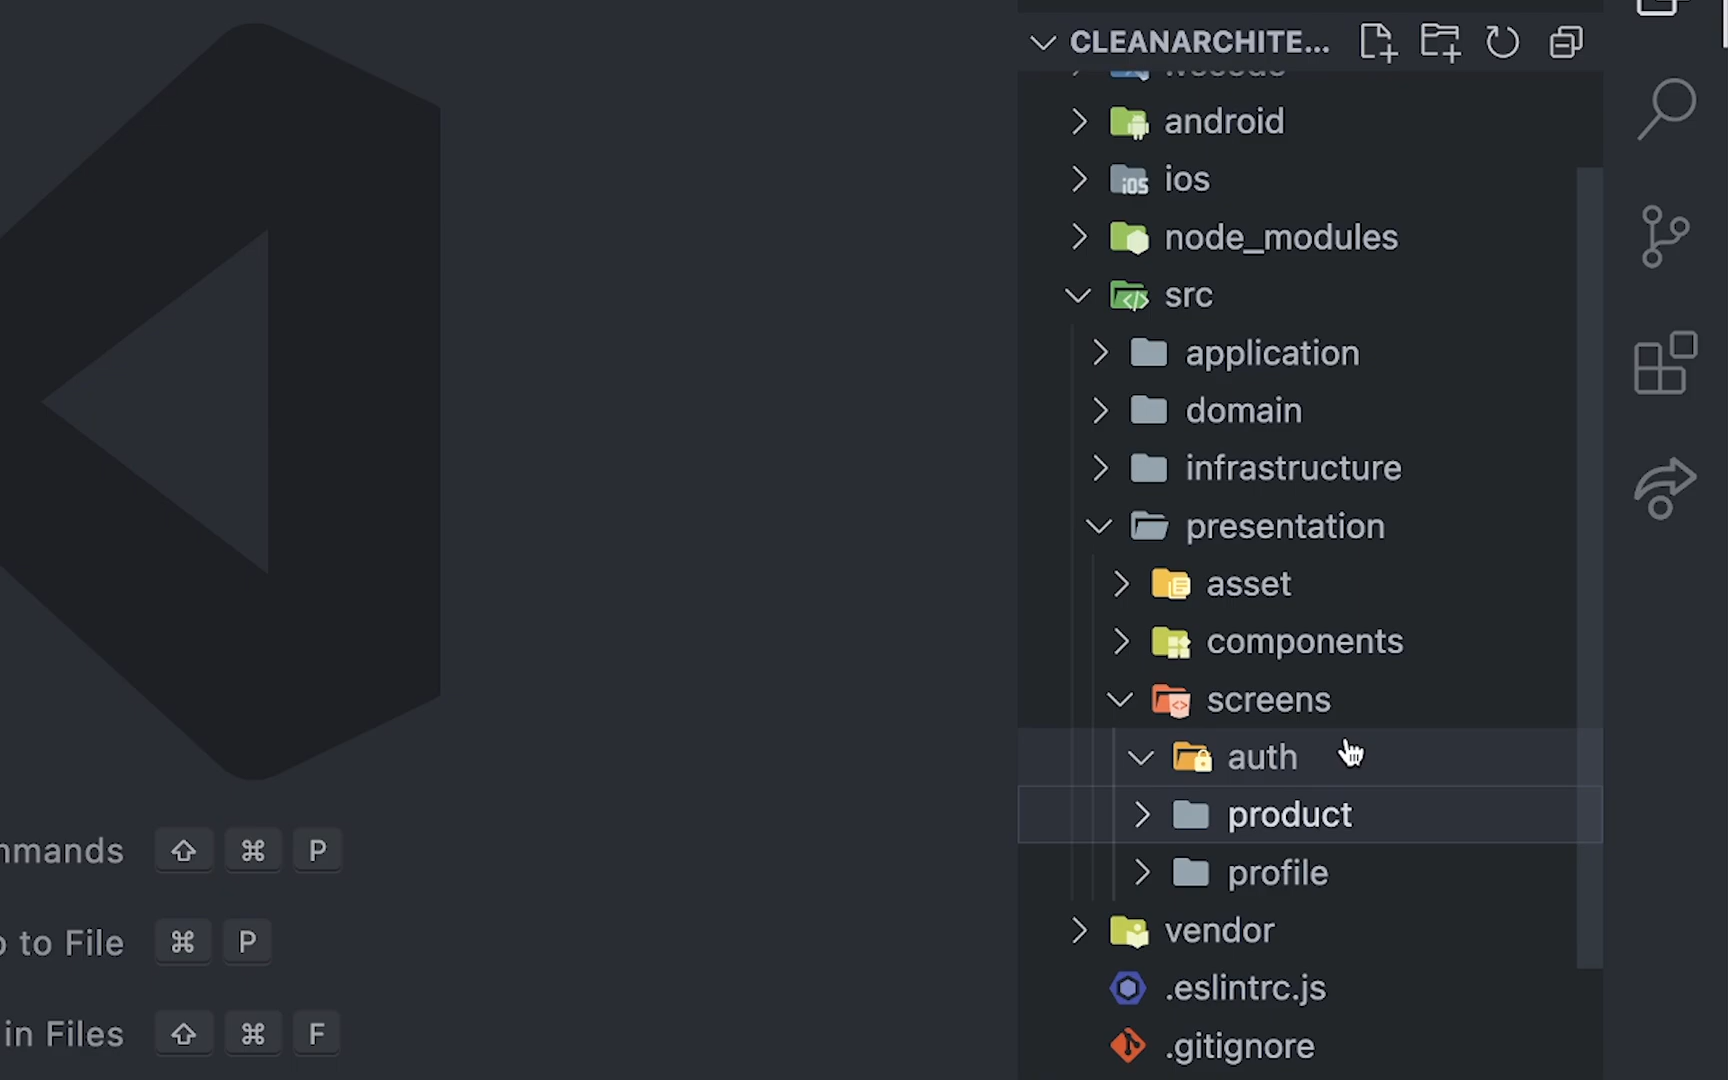 CLEANARCHITE...
android
iOS ios
node_modules
src
application
domain
infrastructure
presentation
asset
components
screens
auth
product
profile
mmands ⇧ ⌘ P
vendor
o to File ⌘ P
.eslintrc.js
in Files ⇧ ⌘ F
.gitignore